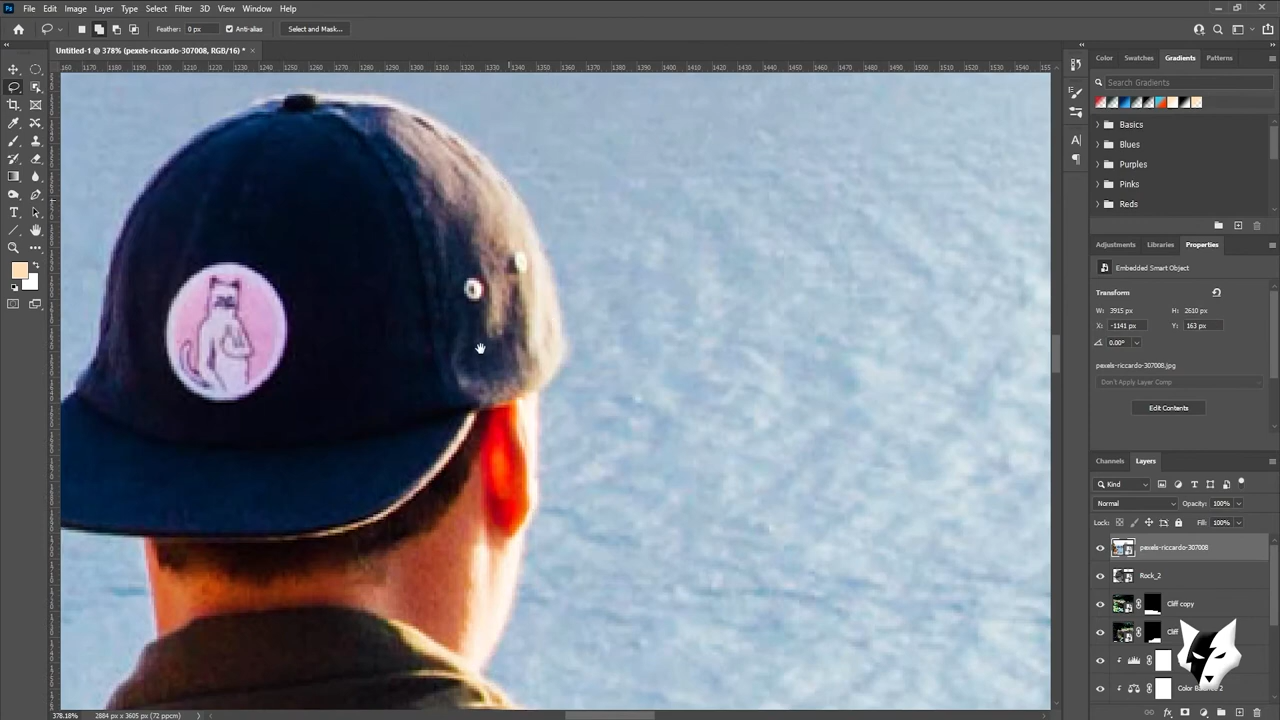 Ps File Edit Image Layer Type Select Filter 3D View Window Help
Feather: 0 px Anti-alias Select and Mask...
Untitled-1 @ 378% (pexels-riccardo-307008, RGB/16) *
Color Swatches Gradients Patterns
Search Gradients
Basics
Blues
Purples
Pinks
Reds
Adjustments Libraries Properties
Embedded Smart Object
Transform
W: 3915 px H: 2610 px
X: -1141 px Y: 163 px
0.00°
pexels-riccardo-307008.jpg
Don't Apply Layer Comp
Edit Contents
Channels Layers
Kind
Normal Opacity: 100%
Lock: Fill: 100%
pexels-riccardo-307008
Rock_2
Cliff copy
Cliff
Color Balance 2
378.18% 2884 px x 3605 px (72 ppcm)